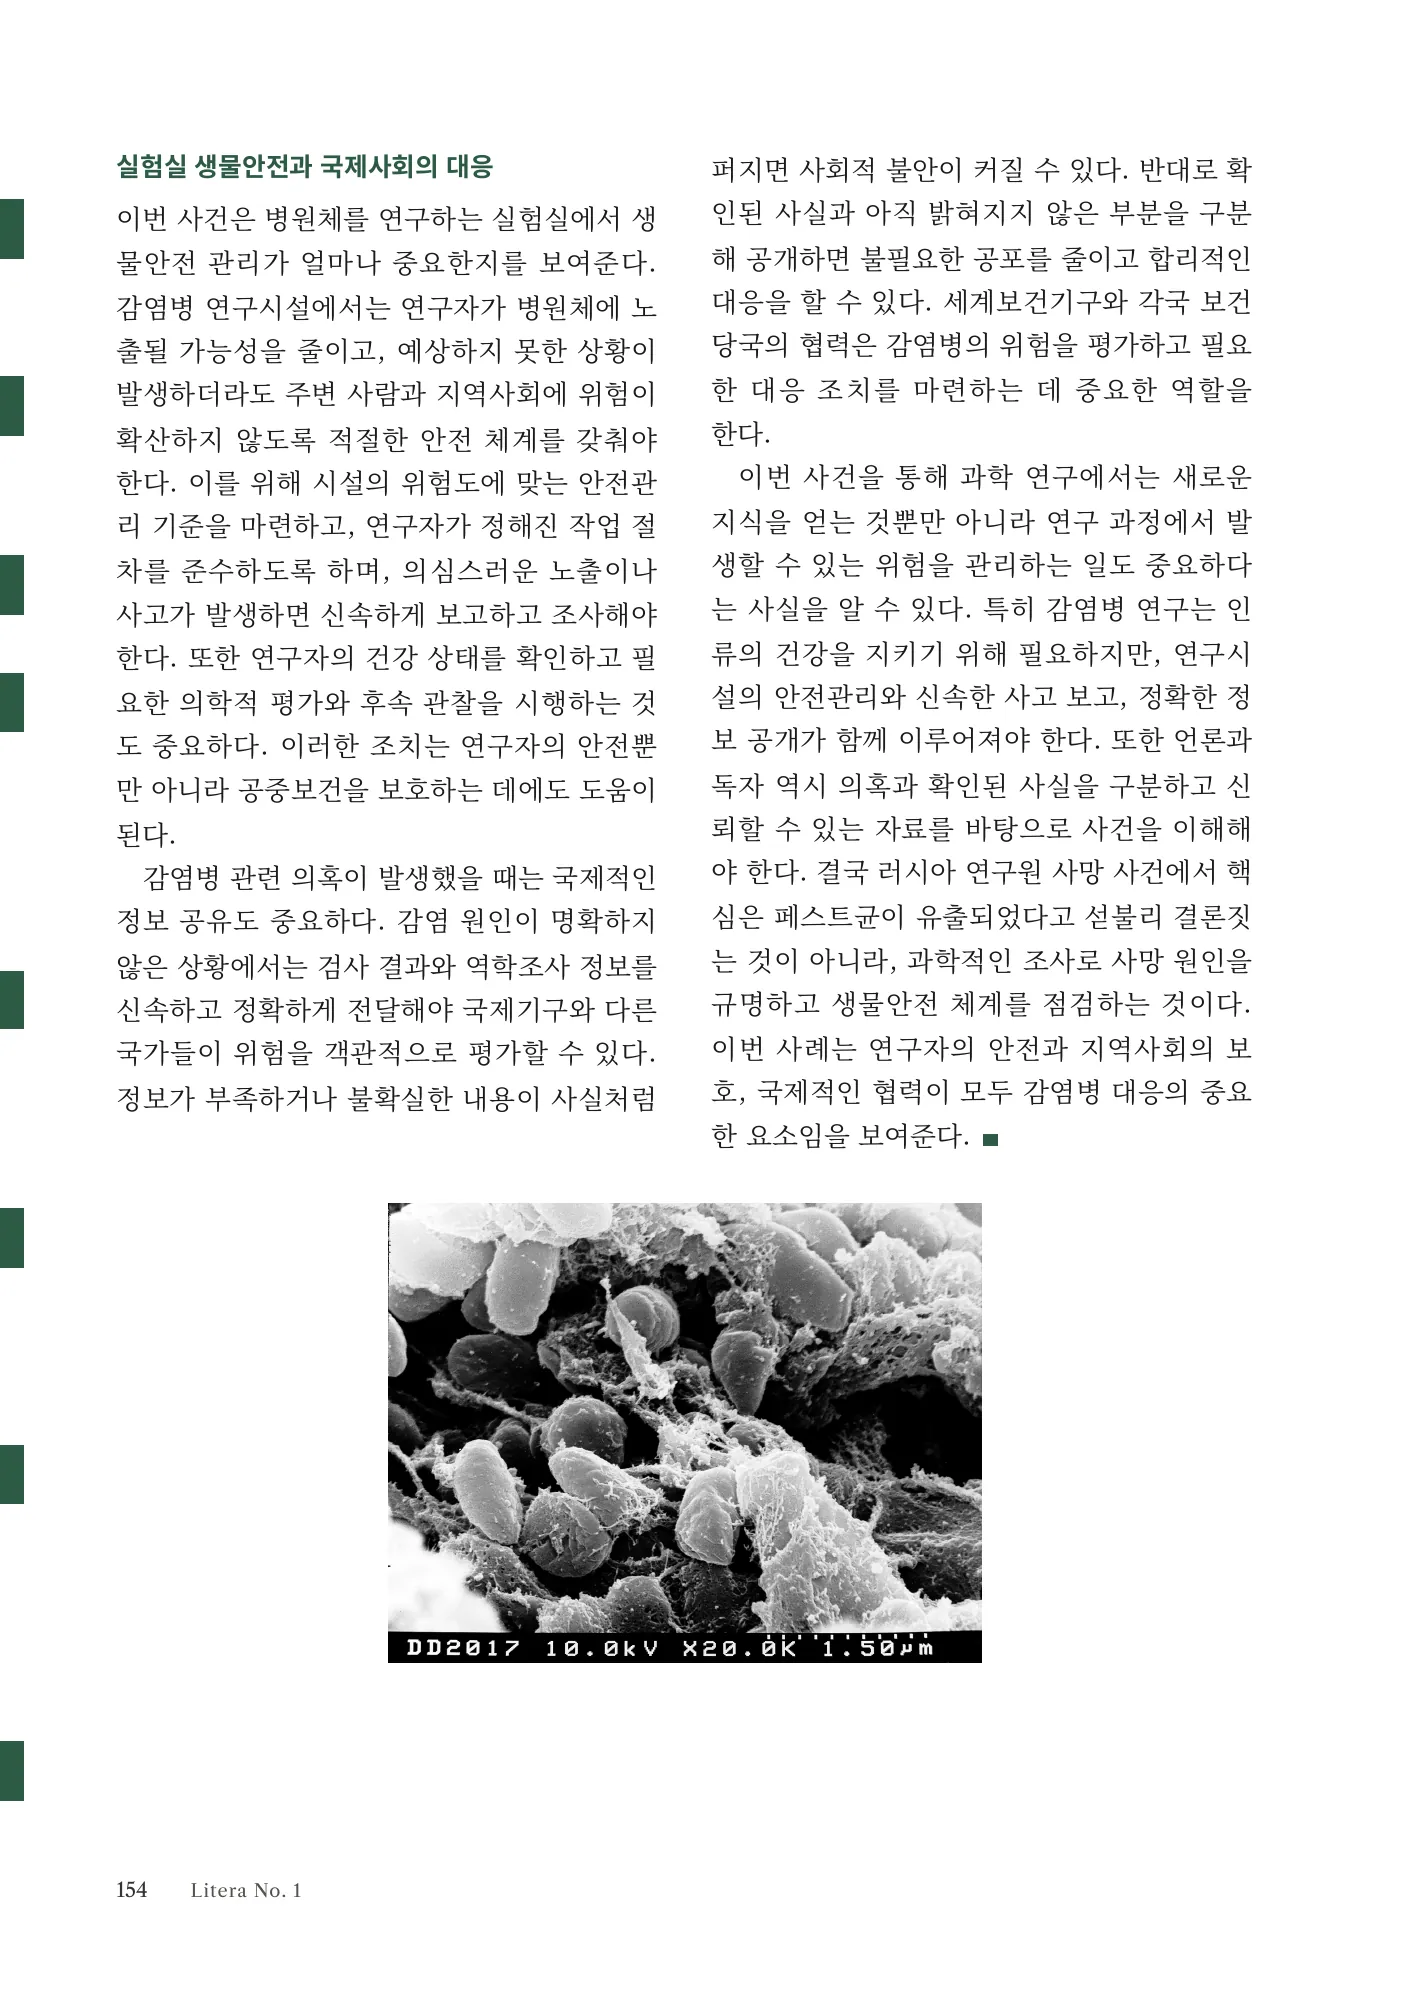 실험실 생물안전과 국제사회의 대응
이번 사건은 병원체를 연구하는 실험실에서 생
물안전 관리가 얼마나 중요한지를 보여준다.
감염병 연구시설에서는 연구자가 병원체에 노
출될 가능성을 줄이고, 예상하지 못한 상황이
발생하더라도 주변 사람과 지역사회에 위험이
확산하지 않도록 적절한 안전 체계를 갖춰야
한다. 이를 위해 시설의 위험도에 맞는 안전관
리 기준을 마련하고, 연구자가 정해진 작업 절
차를 준수하도록 하며, 의심스러운 노출이나
사고가 발생하면 신속하게 보고하고 조사해야
한다. 또한 연구자의 건강 상태를 확인하고 필
요한 의학적 평가와 후속 관찰을 시행하는 것
도 중요하다. 이러한 조치는 연구자의 안전뿐
만 아니라 공중보건을 보호하는 데에도 도움이
된다.
감염병 관련 의혹이 발생했을 때는 국제적인
정보 공유도 중요하다. 감염 원인이 명확하지
않은 상황에서는 검사 결과와 역학조사 정보를
신속하고 정확하게 전달해야 국제기구와 다른
국가들이 위험을 객관적으로 평가할 수 있다.
정보가 부족하거나 불확실한 내용이 사실처럼
퍼지면 사회적 불안이 커질 수 있다. 반대로 확
인된 사실과 아직 밝혀지지 않은 부분을 구분
해 공개하면 불필요한 공포를 줄이고 합리적인
대응을 할 수 있다. 세계보건기구와 각국 보건
당국의 협력은 감염병의 위험을 평가하고 필요
한 대응 조치를 마련하는 데 중요한 역할을
한다.
이번 사건을 통해 과학 연구에서는 새로운
지식을 얻는 것뿐만 아니라 연구 과정에서 발
생할 수 있는 위험을 관리하는 일도 중요하다
는 사실을 알 수 있다. 특히 감염병 연구는 인
류의 건강을 지키기 위해 필요하지만, 연구시
설의 안전관리와 신속한 사고 보고, 정확한 정
보 공개가 함께 이루어져야 한다. 또한 언론과
독자 역시 의혹과 확인된 사실을 구분하고 신
뢰할 수 있는 자료를 바탕으로 사건을 이해해
야 한다. 결국 러시아 연구원 사망 사건에서 핵
심은 페스트균이 유출되었다고 섣불리 결론짓
는 것이 아니라, 과학적인 조사로 사망 원인을
규명하고 생물안전 체계를 점검하는 것이다.
이번 사례는 연구자의 안전과 지역사회의 보
호, 국제적인 협력이 모두 감염병 대응의 중요
한 요소임을 보여준다.
DD2017 10.0kV X20.0K 1.50µm
154 Litera No. 1